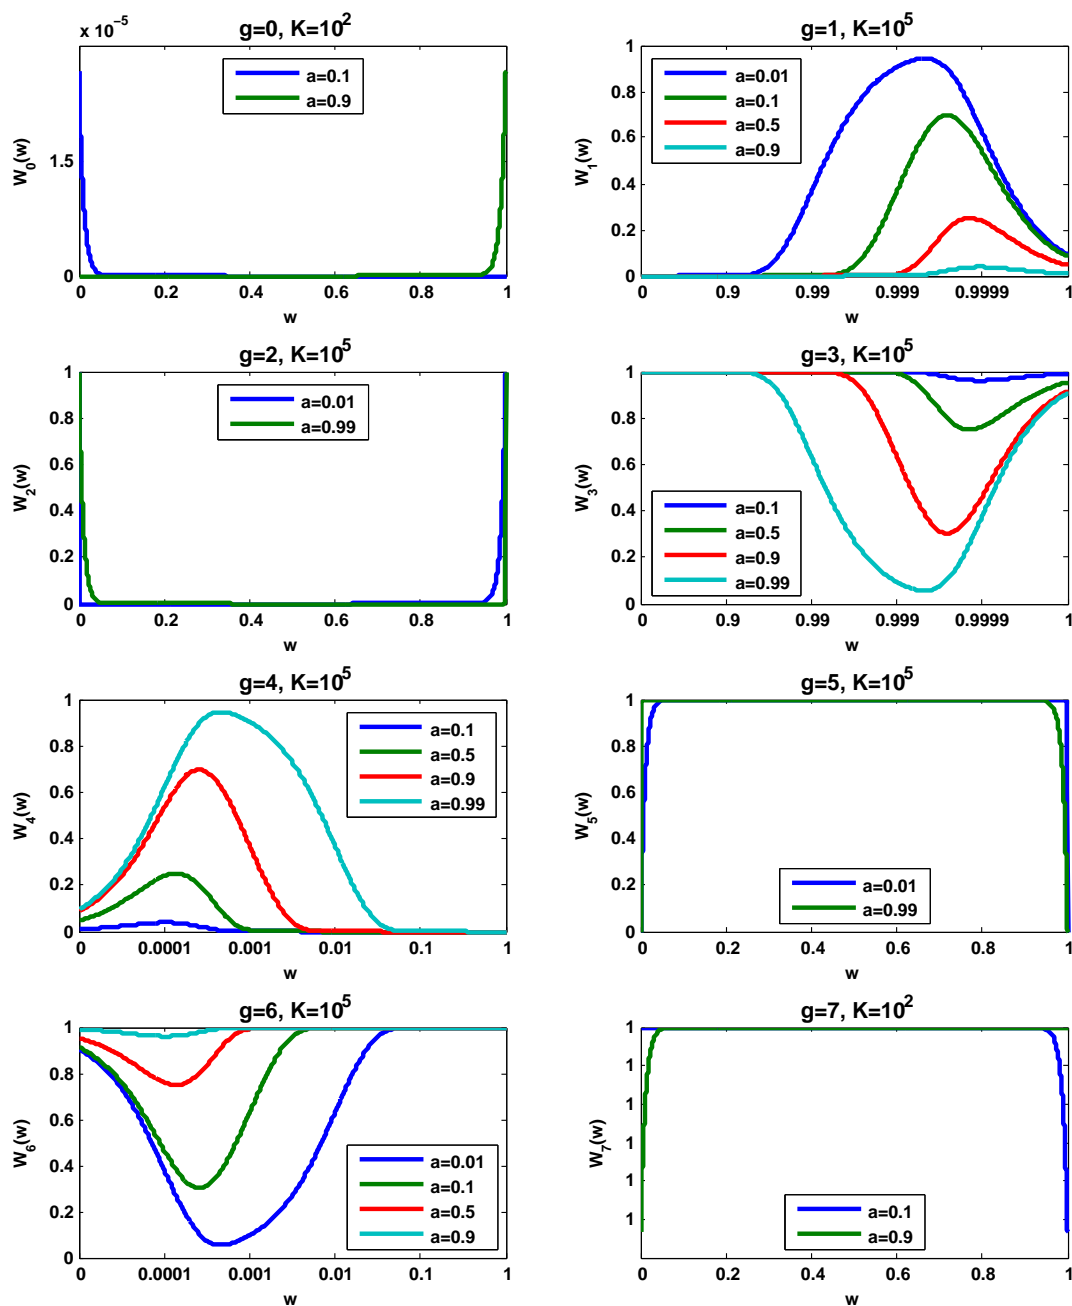 x 10^-5
g=0, K=10^2
W_0(w)
1.5
0
a=0.1
a=0.9
0 0.2 0.4 0.6 0.8 1
w
g=1, K=10^5
W_1(w)
1
0.8
0.6
0.4
0.2
0
a=0.01
a=0.1
a=0.5
a=0.9
0 0.9 0.99 0.999 0.9999 1
w
g=2, K=10^5
W_2(w)
1
0.8
0.6
0.4
0.2
0
a=0.01
a=0.99
0 0.2 0.4 0.6 0.8 1
w
g=3, K=10^5
W_3(w)
1
0.8
0.6
0.4
0.2
0
a=0.1
a=0.5
a=0.9
a=0.99
0 0.9 0.99 0.999 0.9999 1
w
g=4, K=10^5
W_4(w)
1
0.8
0.6
0.4
0.2
0
a=0.1
a=0.5
a=0.9
a=0.99
0 0.0001 0.001 0.01 0.1 1
w
g=5, K=10^5
W_5(w)
1
0.8
0.6
0.4
0.2
0
a=0.01
a=0.99
0 0.2 0.4 0.6 0.8 1
w
g=6, K=10^5
W_6(w)
1
0.8
0.6
0.4
0.2
0
a=0.01
a=0.1
a=0.5
a=0.9
0 0.0001 0.001 0.01 0.1 1
w
g=7, K=10^2
W_7(w)
1
1
1
1
1
a=0.1
a=0.9
0 0.2 0.4 0.6 0.8 1
w